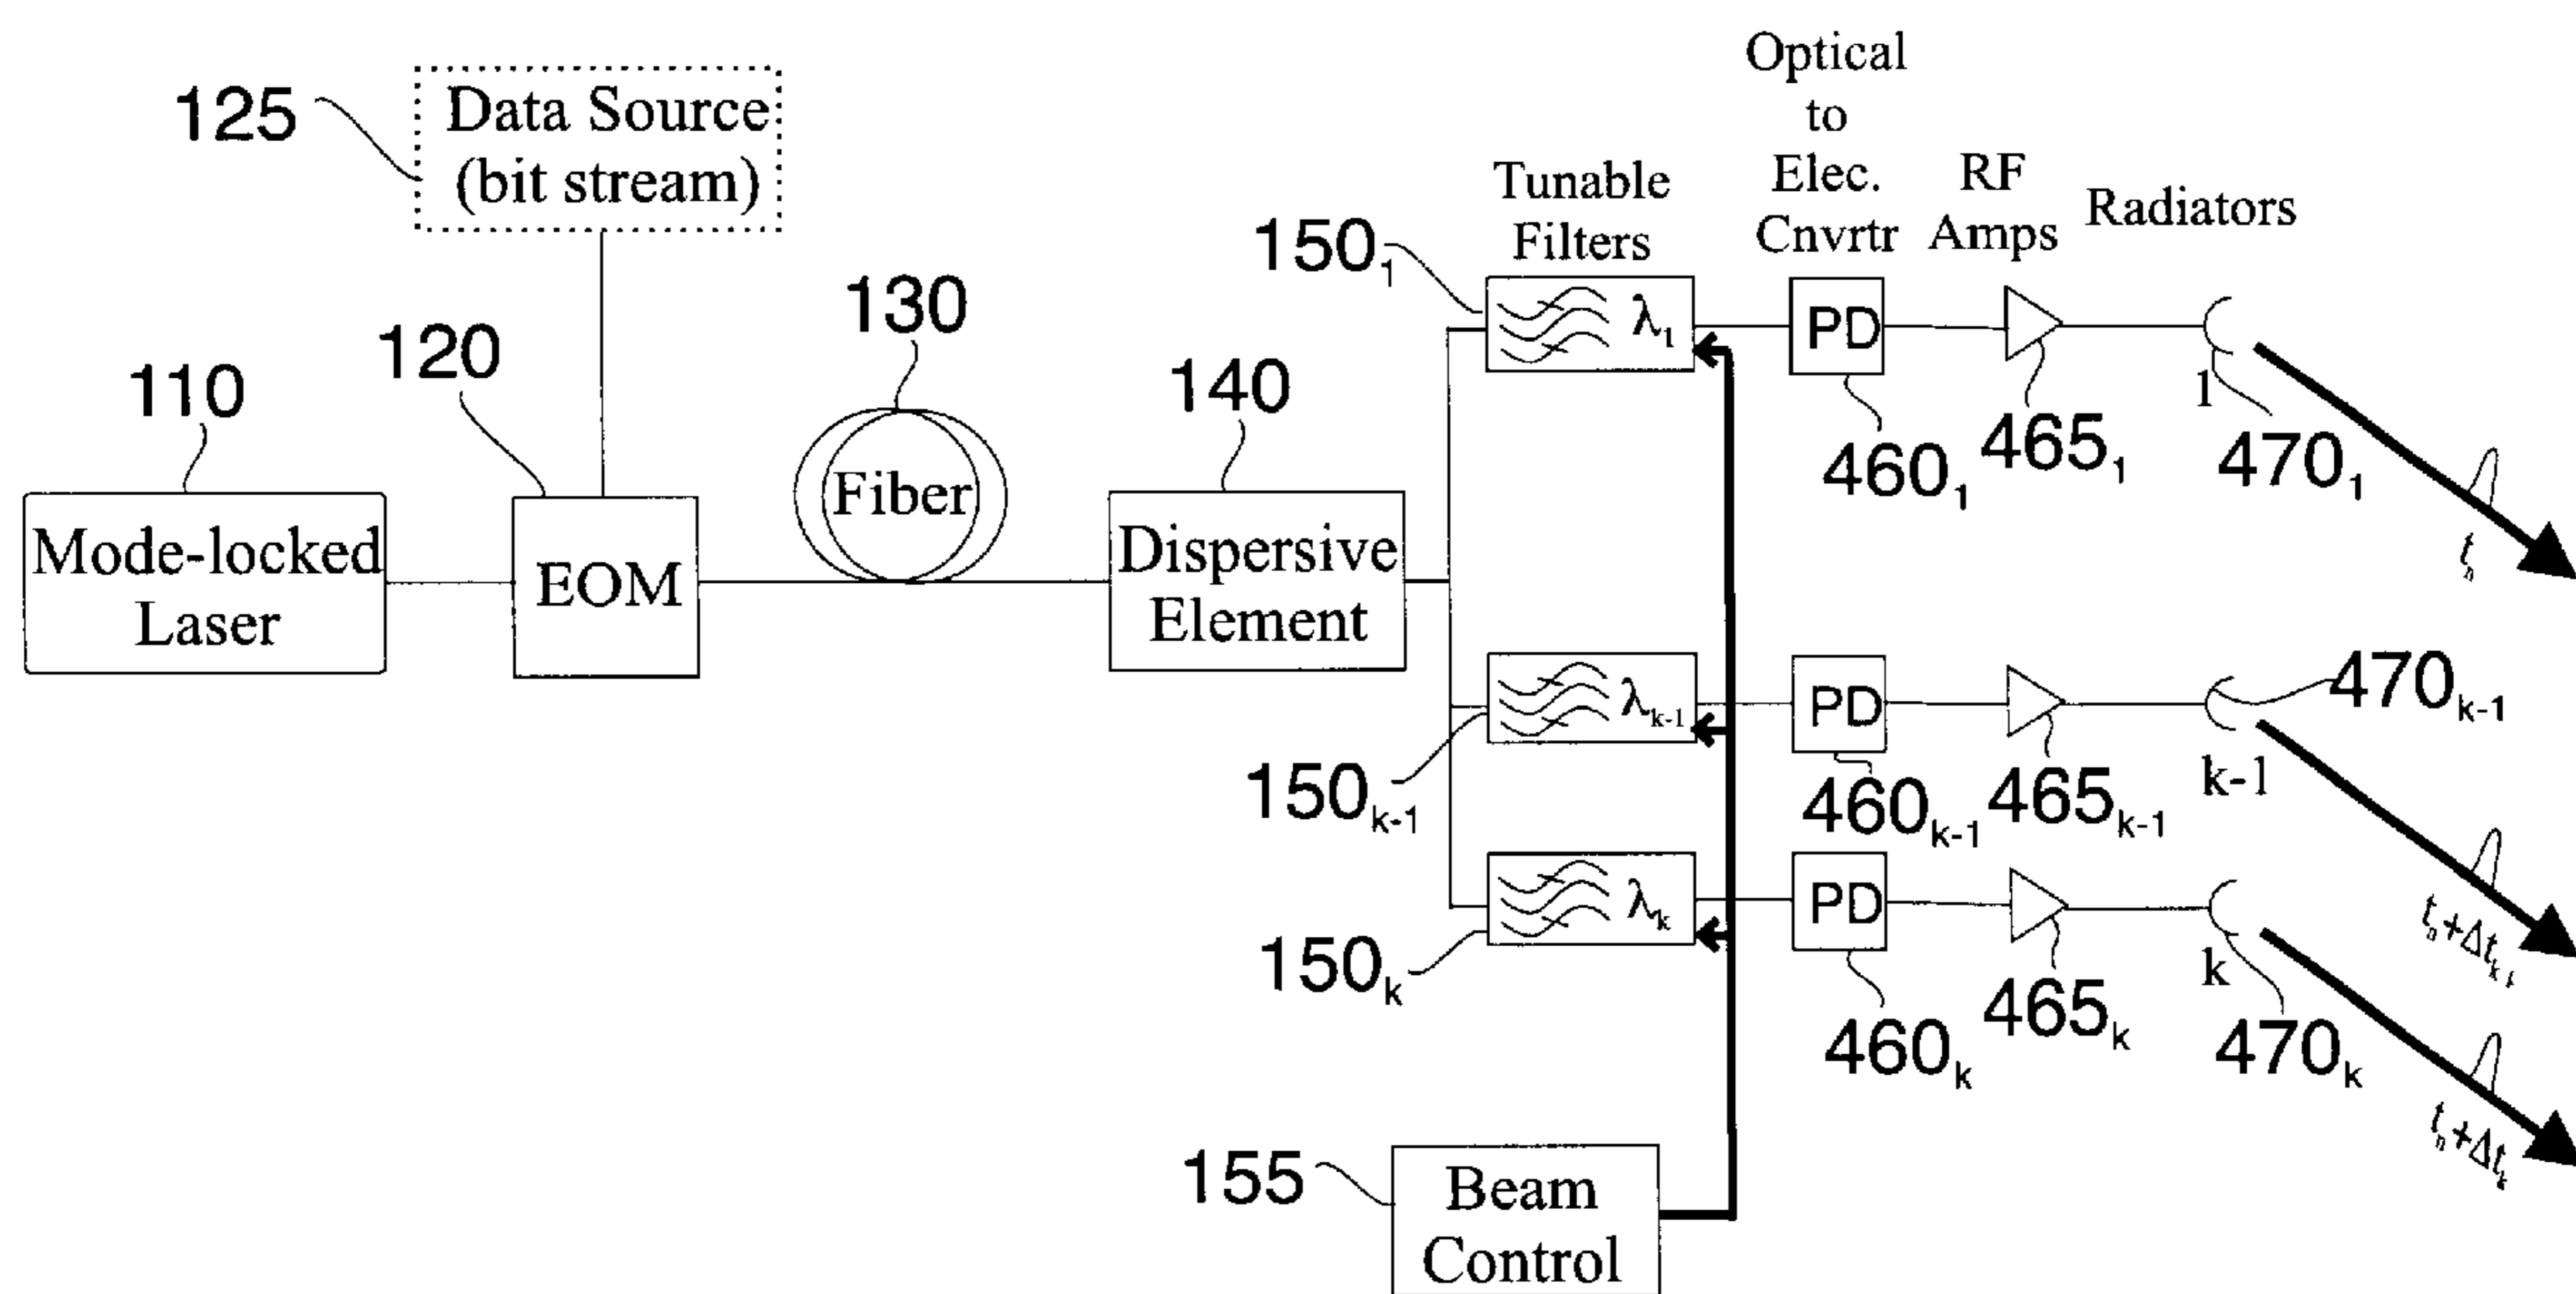 Optical
to
Elec.
Cnvrtr
RF
Amps
Radiators
Tunable
Filters
125
Data Source
(bit stream)
150₁
λ₁
PD
1
460₁
465₁
470₁
tₙ
110
120
130
140
Mode-locked
Laser
EOM
Fiber
Dispersive
Element
λₖ₋₁
PD
470ₖ₋₁
k-1
150ₖ₋₁
460ₖ₋₁
465ₖ₋₁
λₖ
PD
k
150ₖ
460ₖ
465ₖ
470ₖ
tₙ+Δtₖ
155
Beam
Control